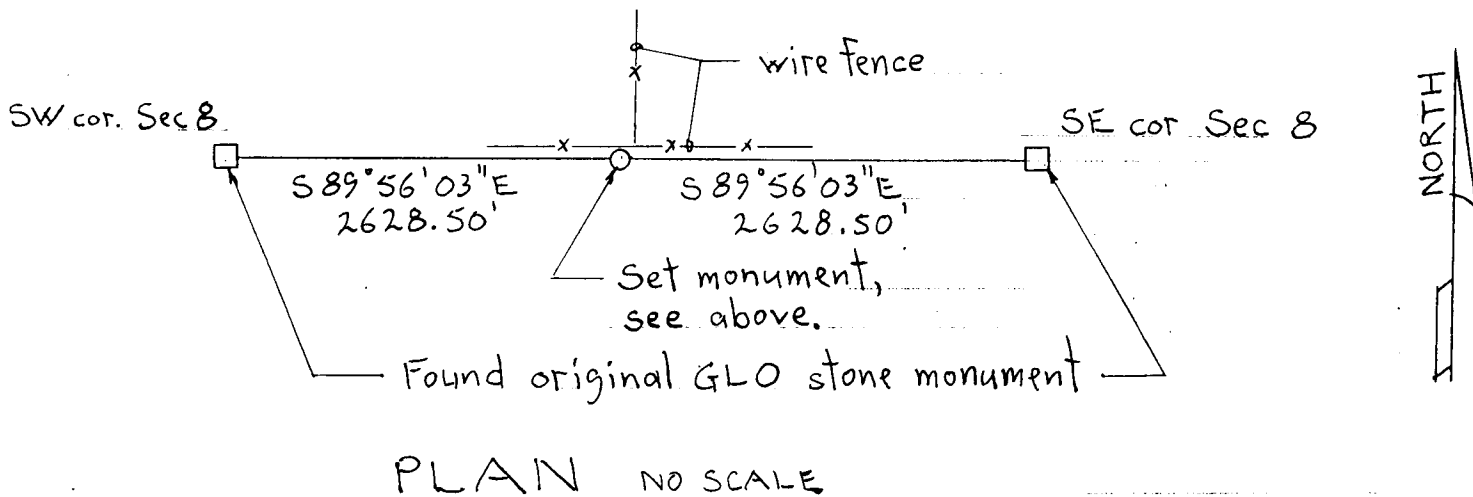 wire fence
SW cor. Sec 8
SE cor Sec 8
NORTH
x
x
x
x
S 89°56'03"E
2628.50'
S 89°56'03"E
2628.50'
Set monument,
see above.
Found original GLO stone monument
PLAN NO SCALE